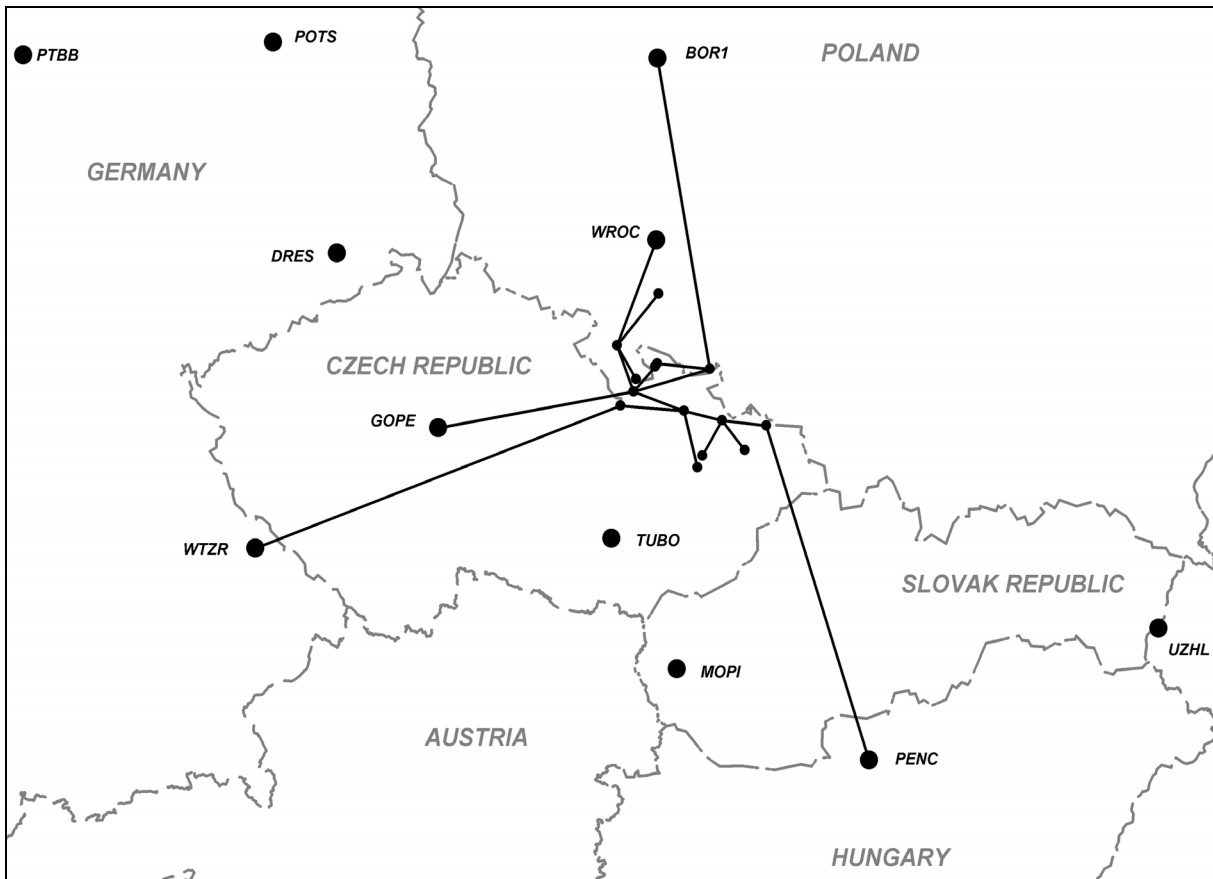 POTS
PTBB
BOR1
POLAND
GERMANY
WROC
DRES
CZECH REPUBLIC
GOPE
WTZR
TUBO
SLOVAK REPUBLIC
UZHL
MOPI
AUSTRIA
PENC
HUNGARY